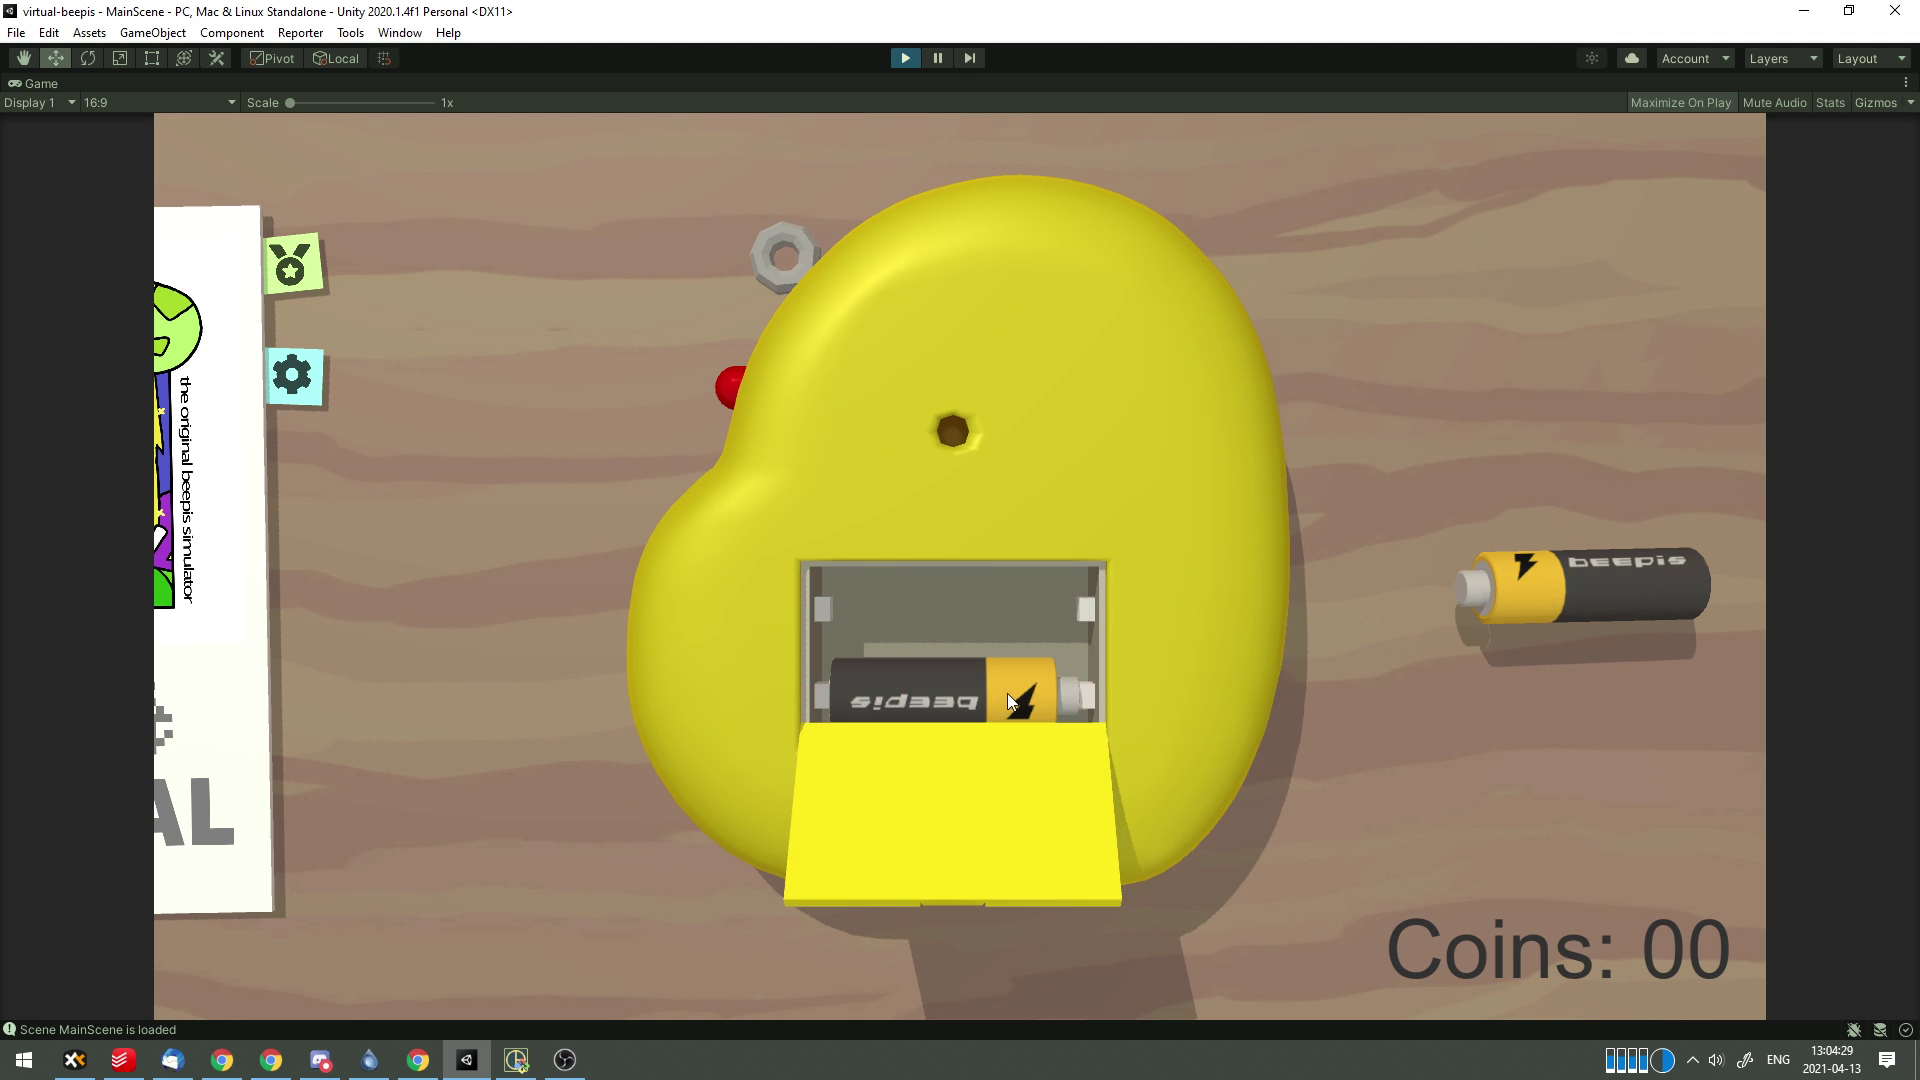 virtual-beepis - MainScene - PC, Mac & Linux Standalone - Unity 2020.1.4f1 Personal <DX11>
File Edit Assets GameObject Component Reporter Tools Window Help
Pivot Local Account Layers Layout
Game
Display 1 16:9 Scale 1x Maximize On Play Mute Audio Stats Gizmos
the original beepis simulator
beepis
beepis
AL
Coins: 00
Scene MainScene is loaded
ENG
13:04:29
2021-04-13